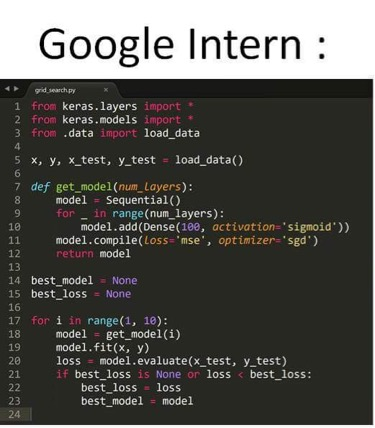 Google Intern :
grid_search.py ×
1 from keras.layers import *
2 from keras.models import *
3 from .data import load_data
4
5 x, y, x_test, y_test = load_data()
6
7 def get_model(num_layers):
8     model = Sequential()
9     for _ in range(num_layers):
10         model.add(Dense(100, activation='sigmoid'))
11     model.compile(loss='mse', optimizer='sgd')
12     return model
13
14 best_model = None
15 best_loss = None
16
17 for i in range(1, 10):
18     model = get_model(i)
19     model.fit(x, y)
20     loss = model.evaluate(x_test, y_test)
21     if best_loss is None or loss < best_loss:
22         best_loss = loss
23         best_model = model
24